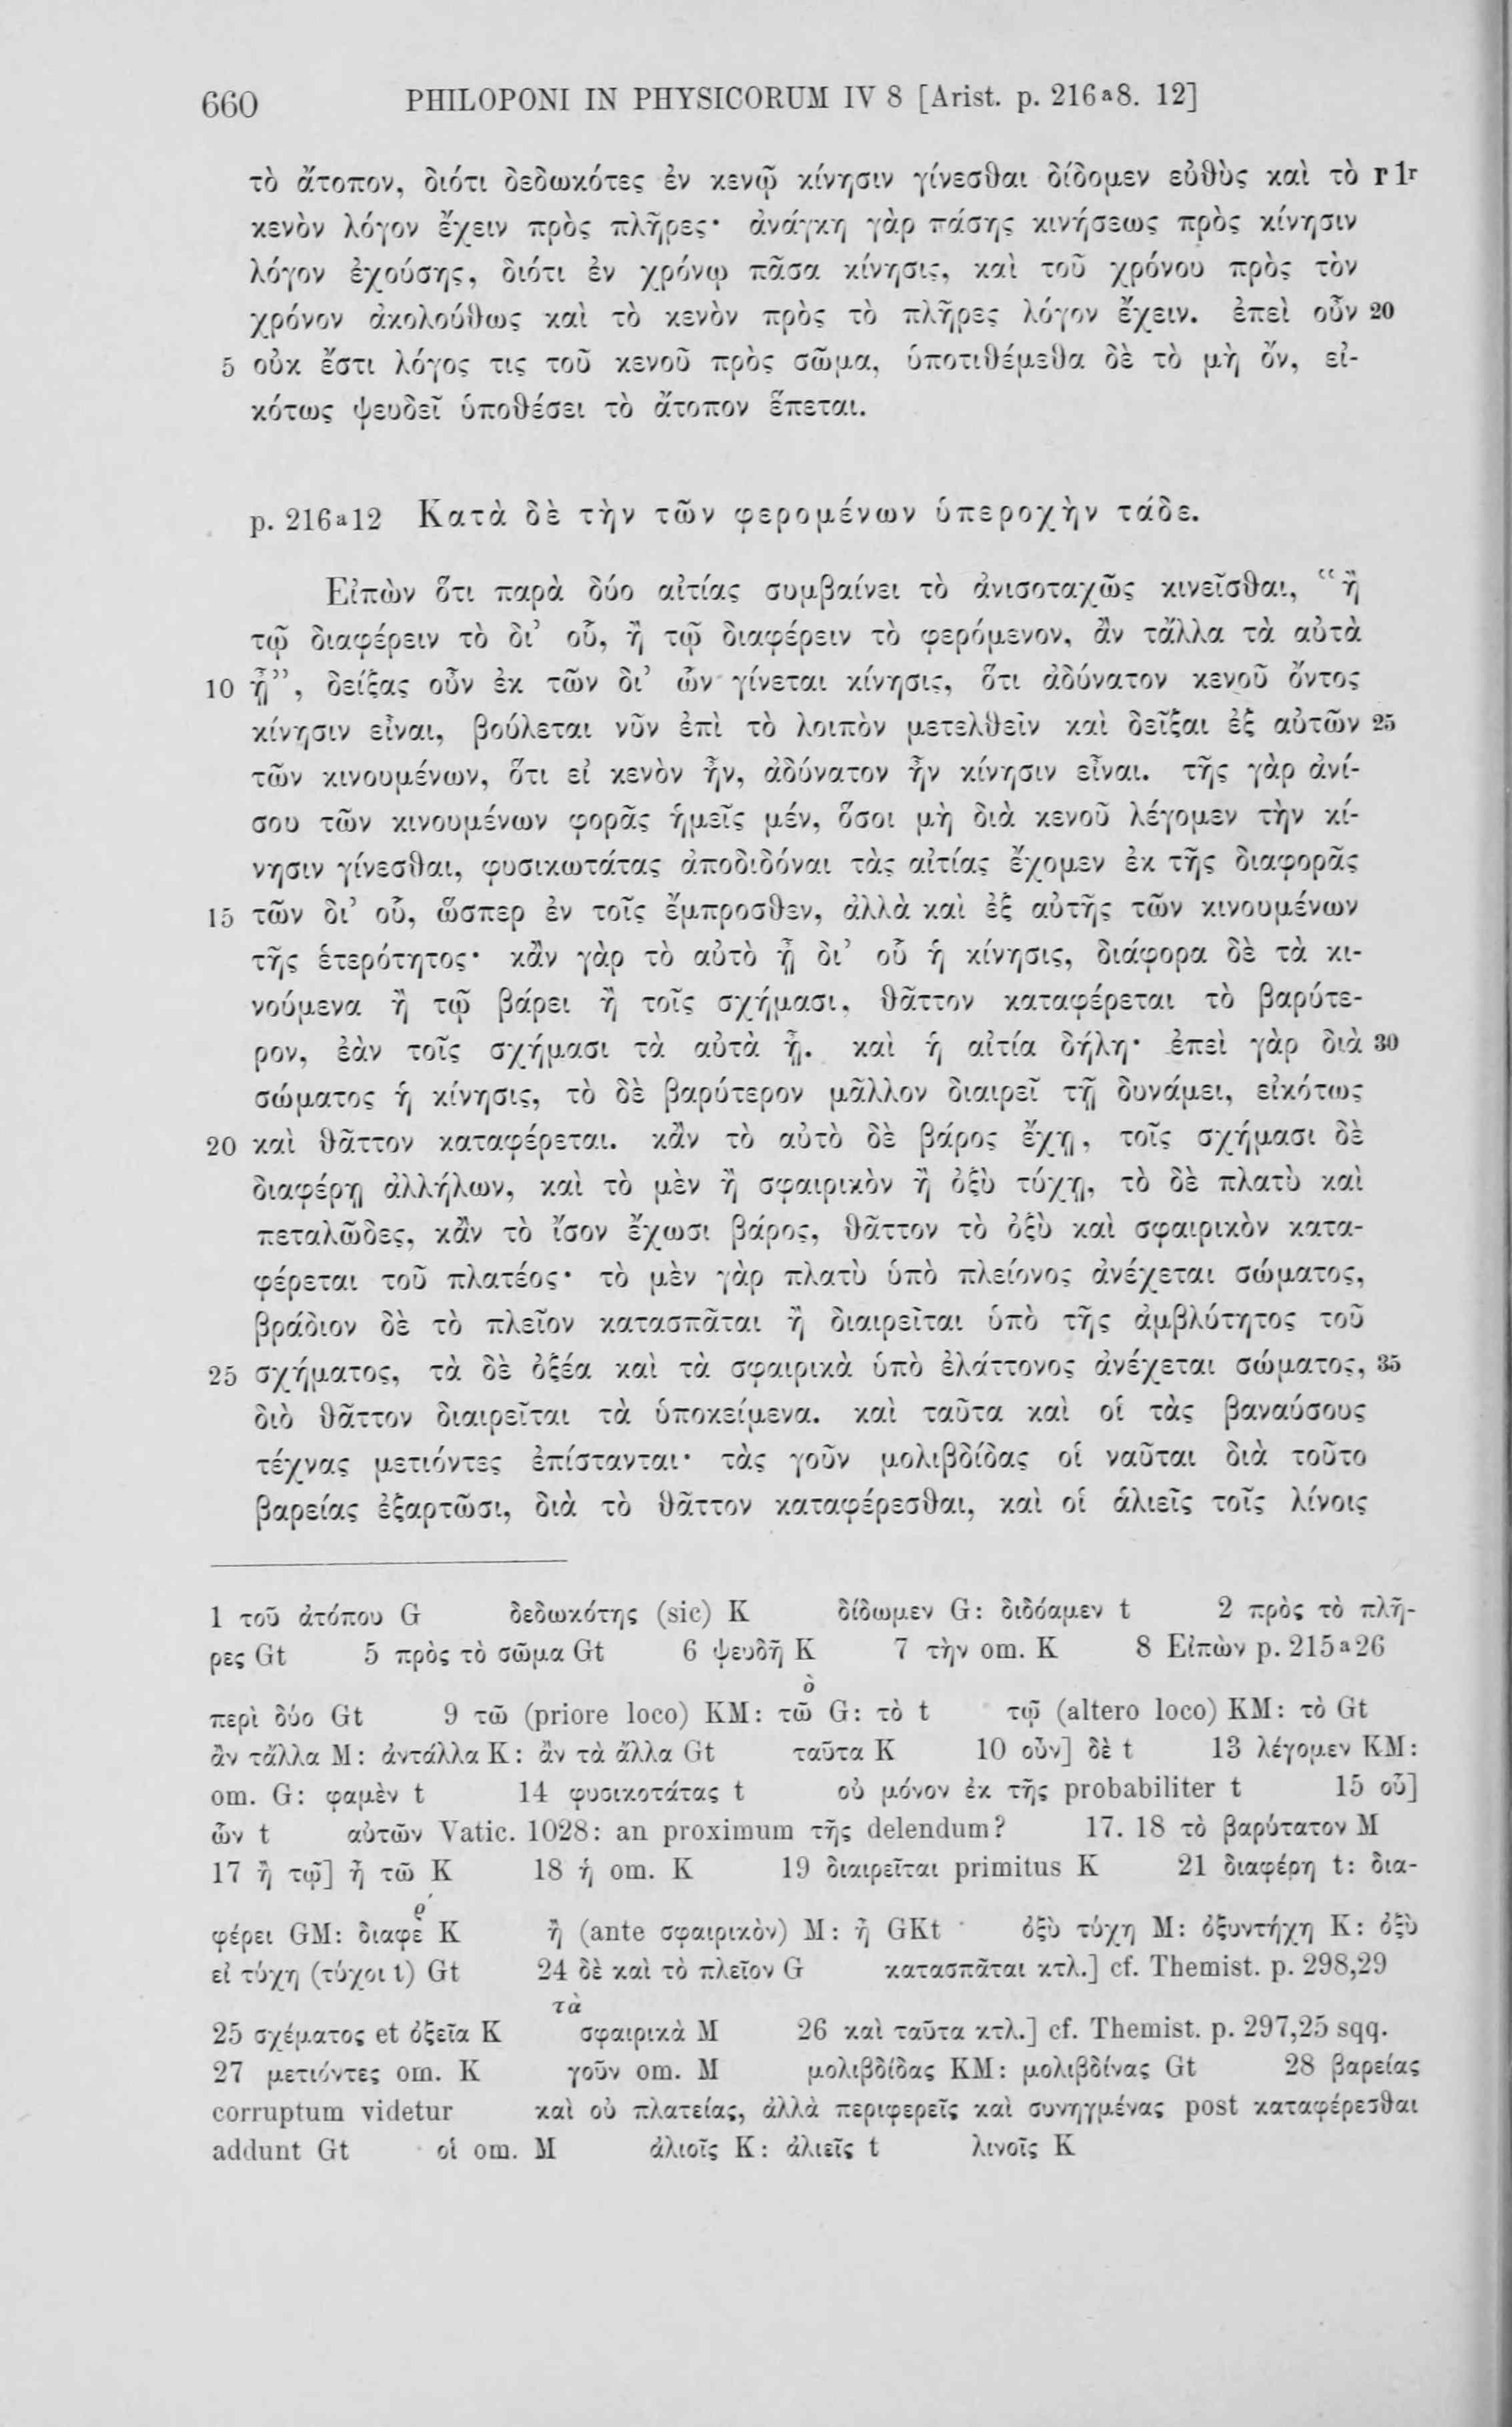 660 PHILOPONI IN PHYSICORUM IV 8 [Arist. p. 216a8. 12]
τὸ ἄτοπον, διότι δεδωκότες ἐν κενῷ κίνησιν γίνεσθαι δίδομεν εὐθὺς καὶ τὸ r 1r
κενὸν λόγον ἔχειν πρὸς πλῆρες· ἀνάγκη γὰρ πάσης κινήσεως πρὸς κίνησιν
λόγον ἐχούσης, διότι ἐν χρόνῳ πᾶσα κίνησις, καὶ τοῦ χρόνου πρὸς τὸν
χρόνον ἀκολούθως καὶ τὸ κενὸν πρὸς τὸ πλῆρες λόγον ἔχειν. ἐπεὶ οὖν 20
5 οὐκ ἔστι λόγος τις τοῦ κενοῦ πρὸς σῶμα, ὑποτιθέμεθα δὲ τὸ μὴ ὄν, εἰ-
κότως ψευδεῖ ὑποθέσει τὸ ἄτοπον ἕπεται.
p. 216a12 Κατὰ δὲ τὴν τῶν φερομένων ὑπεροχὴν τάδε.
Εἰπὼν ὅτι παρὰ δύο αἰτίας συμβαίνει τὸ ἀνισοταχῶς κινεῖσθαι, “ἢ
τῷ διαφέρειν τὸ δι’ οὗ, ἢ τῷ διαφέρειν τὸ φερόμενον, ἂν τἄλλα τὰ αὐτὰ
10 ᾖ”, δείξας οὖν ἐκ τῶν δι’ ὧν γίνεται κίνησις, ὅτι ἀδύνατον κενοῦ ὄντος
κίνησιν εἶναι, βούλεται νῦν ἐπὶ τὸ λοιπὸν μετελθεῖν καὶ δεῖξαι ἐξ αὐτῶν 25
τῶν κινουμένων, ὅτι εἰ κενὸν ἦν, ἀδύνατον ἦν κίνησιν εἶναι. τῆς γὰρ ἀνί-
σου τῶν κινουμένων φορᾶς ἡμεῖς μέν, ὅσοι μὴ διὰ κενοῦ λέγομεν τὴν κί-
νησιν γίνεσθαι, φυσικωτάτας ἀποδιδόναι τὰς αἰτίας ἔχομεν ἐκ τῆς διαφορᾶς
15 τῶν δι’ οὗ, ὥσπερ ἐν τοῖς ἔμπροσθεν, ἀλλὰ καὶ ἐξ αὐτῆς τῶν κινουμένων
τῆς ἑτερότητος· κἂν γὰρ τὸ αὐτὸ ᾖ δι’ οὗ ἡ κίνησις, διάφορα δὲ τὰ κι-
νούμενα ἢ τῷ βάρει ἢ τοῖς σχήμασι, θᾶττον καταφέρεται τὸ βαρύτε-
ρον, ἐὰν τοῖς σχήμασι τὰ αὐτὰ ᾖ. καὶ ἡ αἰτία δήλη· ἐπεὶ γὰρ διὰ 30
σώματος ἡ κίνησις, τὸ δὲ βαρύτερον μᾶλλον διαιρεῖ τῇ δυνάμει, εἰκότως
20 καὶ θᾶττον καταφέρεται. κἂν τὸ αὐτὸ δὲ βάρος ἔχῃ, τοῖς σχήμασι δὲ
διαφέρῃ ἀλλήλων, καὶ τὸ μὲν ἢ σφαιρικὸν ἢ ὀξὺ τύχῃ, τὸ δὲ πλατὺ καὶ
πεταλῶδες, κἂν τὸ ἴσον ἔχωσι βάρος, θᾶττον τὸ ὀξὺ καὶ σφαιρικὸν κατα-
φέρεται τοῦ πλατέος· τὸ μὲν γὰρ πλατὺ ὑπὸ πλείονος ἀνέχεται σώματος,
βράδιον δὲ τὸ πλεῖον κατασπᾶται ἢ διαιρεῖται ὑπὸ τῆς ἀμβλύτητος τοῦ
25 σχήματος, τὰ δὲ ὀξέα καὶ τὰ σφαιρικὰ ὑπὸ ἐλάττονος ἀνέχεται σώματος, 35
διὸ θᾶττον διαιρεῖται τὰ ὑποκείμενα. καὶ ταῦτα καὶ οἱ τὰς βαναύσους
τέχνας μετιόντες ἐπίστανται· τὰς γοῦν μολιβδίδας οἱ ναῦται διὰ τοῦτο
βαρείας ἐξαρτῶσι, διὰ τὸ θᾶττον καταφέρεσθαι, καὶ οἱ ἁλιεῖς τοῖς λίνοις
1 τοῦ ἀτόπου G δεδωκότης (sic) K δίδωμεν G: διδόαμεν t 2 πρὸς τὸ πλῆ-
ρες Gt 5 πρὸς τὸ σῶμα Gt 6 ψευδῆ K 7 τὴν om. K 8 Εἰπὼν p. 215a26
περὶ δύο Gt 9 τῶ (priore loco) KM: τῶ̀ͦ G: τὸ t τῷ (altero loco) KM: τὸ Gt
ἂν τἄλλα M: ἀντάλλα K: ἂν τὰ ἄλλα Gt ταῦτα K 10 οὖν] δὲ t 13 λέγομεν KM:
om. G: φαμὲν t 14 φυσικοτάτας t οὐ μόνον ἐκ τῆς probabiliter t 15 οὗ]
ὧν t αὐτῶν Vatic. 1028: an proximum τῆς delendum? 17. 18 τὸ βαρύτατον M
17 ἢ τῷ] ἦ τῶ K 18 ἡ om. K 19 διαιρεῖται primitus K 21 διαφέρη t: δια-
φέρει GM: διαφὲρ́ K ἢ (ante σφαιρικὸν) M: ἦ GKt ὀξὺ τύχη M: ὀξυντήχη K: ὀξὺ
εἰ τύχη (τύχοι t) Gt 24 δὲ καὶ τὸ πλεῖον G κατασπᾶται κτλ.] cf. Themist. p. 298,29
25 σχέματος et ὀξεῖα K τὰ σφαιρικὰ M 26 καὶ ταῦτα κτλ.] cf. Themist. p. 297,25 sqq.
27 μετιόντες om. K γοῦν om. M μολιβδίδας KM: μολιβδίνας Gt 28 βαρείας
corruptum videtur καὶ οὐ πλατείας, ἀλλὰ περιφερεῖς καὶ συνηγμένας post καταφέρεσθαι
addunt Gt οἱ om. M ἁλιοῖς K: ἀλιεῖς t λινοῖς K